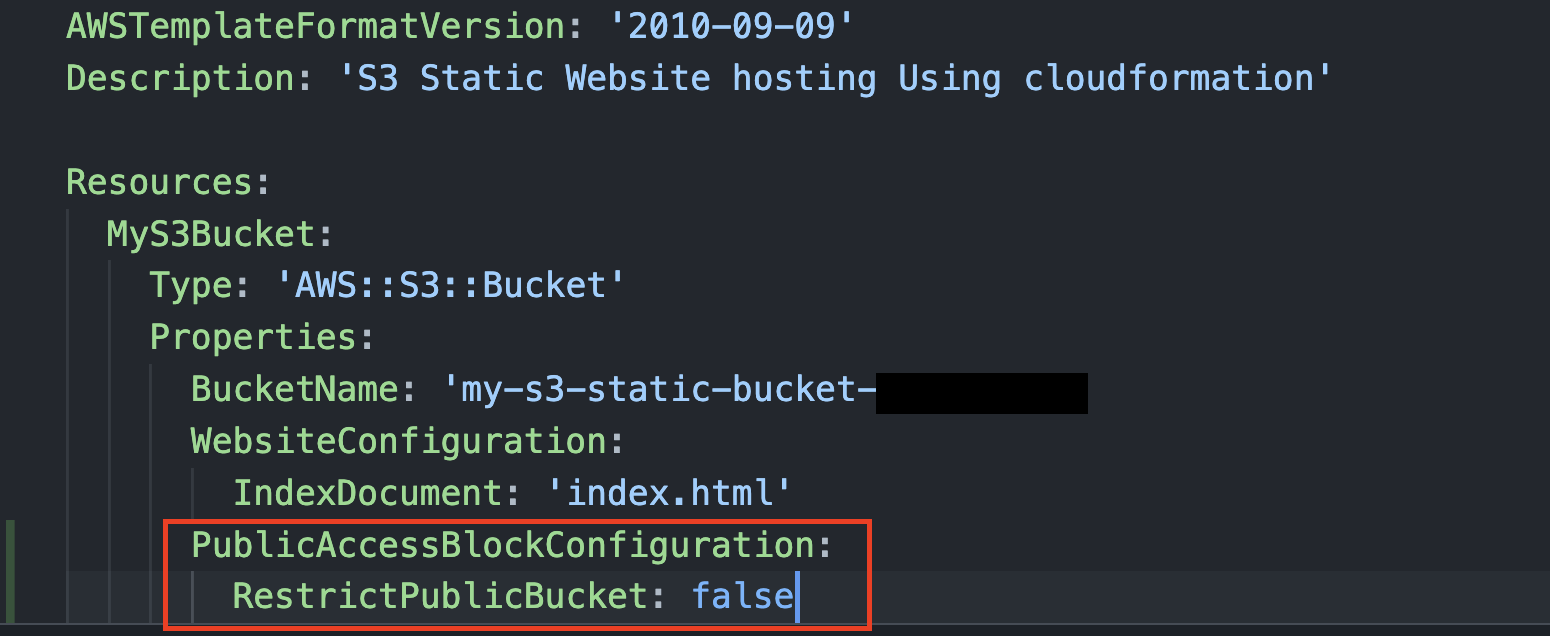 AWSTemplateFormatVersion: '2010-09-09'
Description: 'S3 Static Website hosting Using cloudformation'
Resources:
MyS3Bucket:
Type: 'AWS::S3::Bucket'
Properties:
BucketName: 'my-s3-static-bucket-
WebsiteConfiguration:
IndexDocument: 'index.html'
PublicAccessBlockConfiguration:
RestrictPublicBucket: false